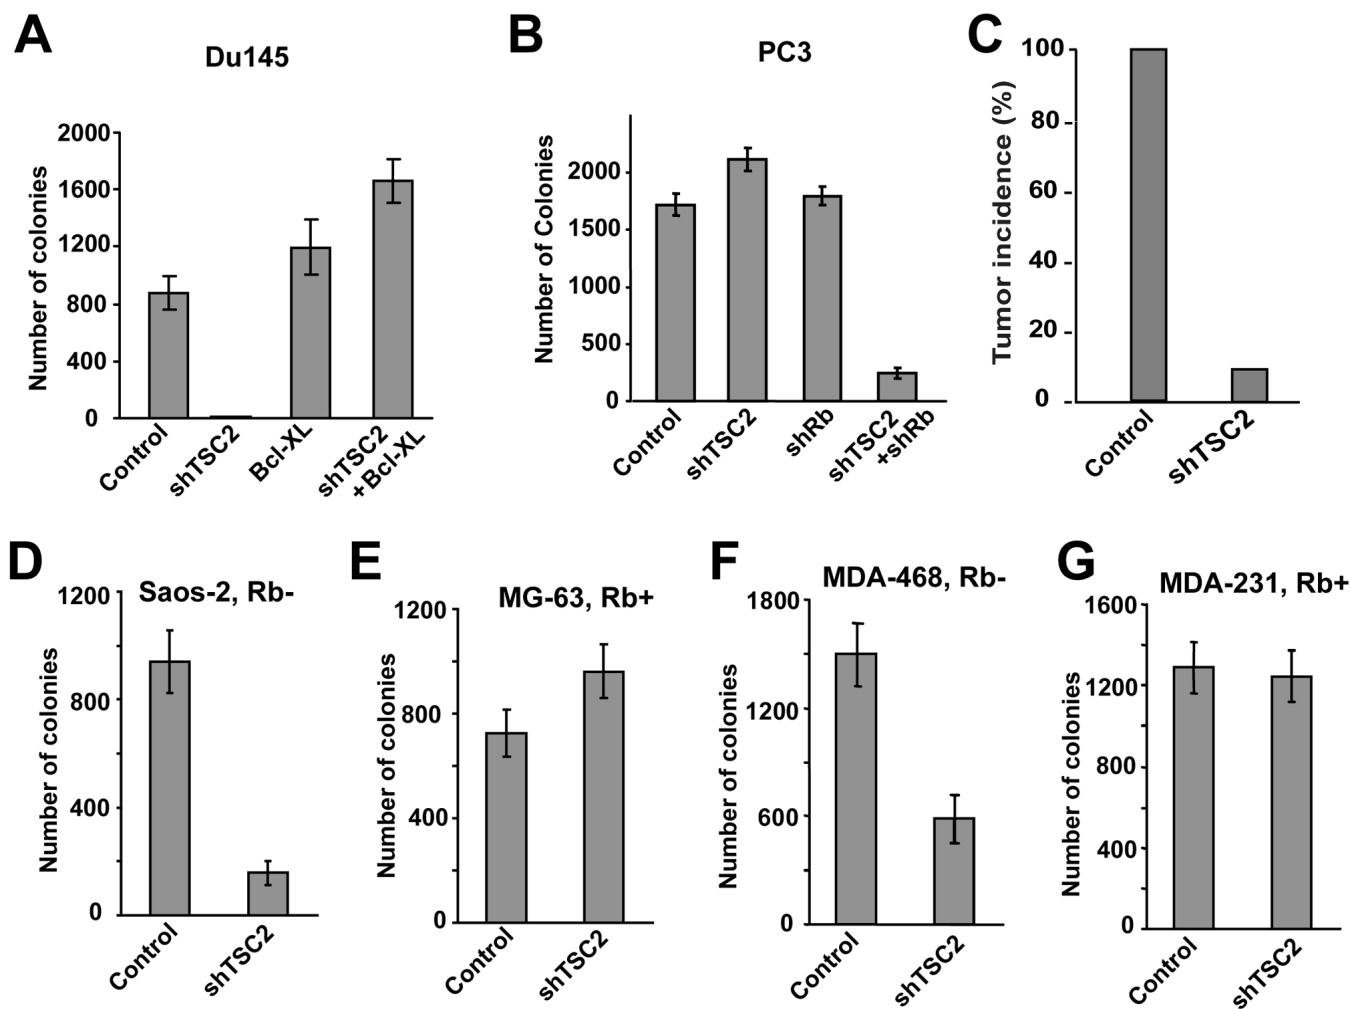 A
Du145
Number of colonies
2000
1600
1200
800
400
0
Control
shTSC2
Bcl-XL
shTSC2
+Bcl-XL
B
PC3
Number of Colonies
2000
1500
1000
500
0
Control
shTSC2
shRb
shTSC2
+shRb
C
Tumor incidence (%)
100
80
60
40
20
0
Control
shTSC2
D
Saos-2, Rb-
Number of colonies
1200
800
400
0
Control
shTSC2
E
MG-63, Rb+
Number of colonies
1200
800
400
0
Control
shTSC2
F
MDA-468, Rb-
Number of colonies
1800
1200
600
0
Control
shTSC2
G
MDA-231, Rb+
Number of colonies
1600
1200
800
400
0
Control
shTSC2